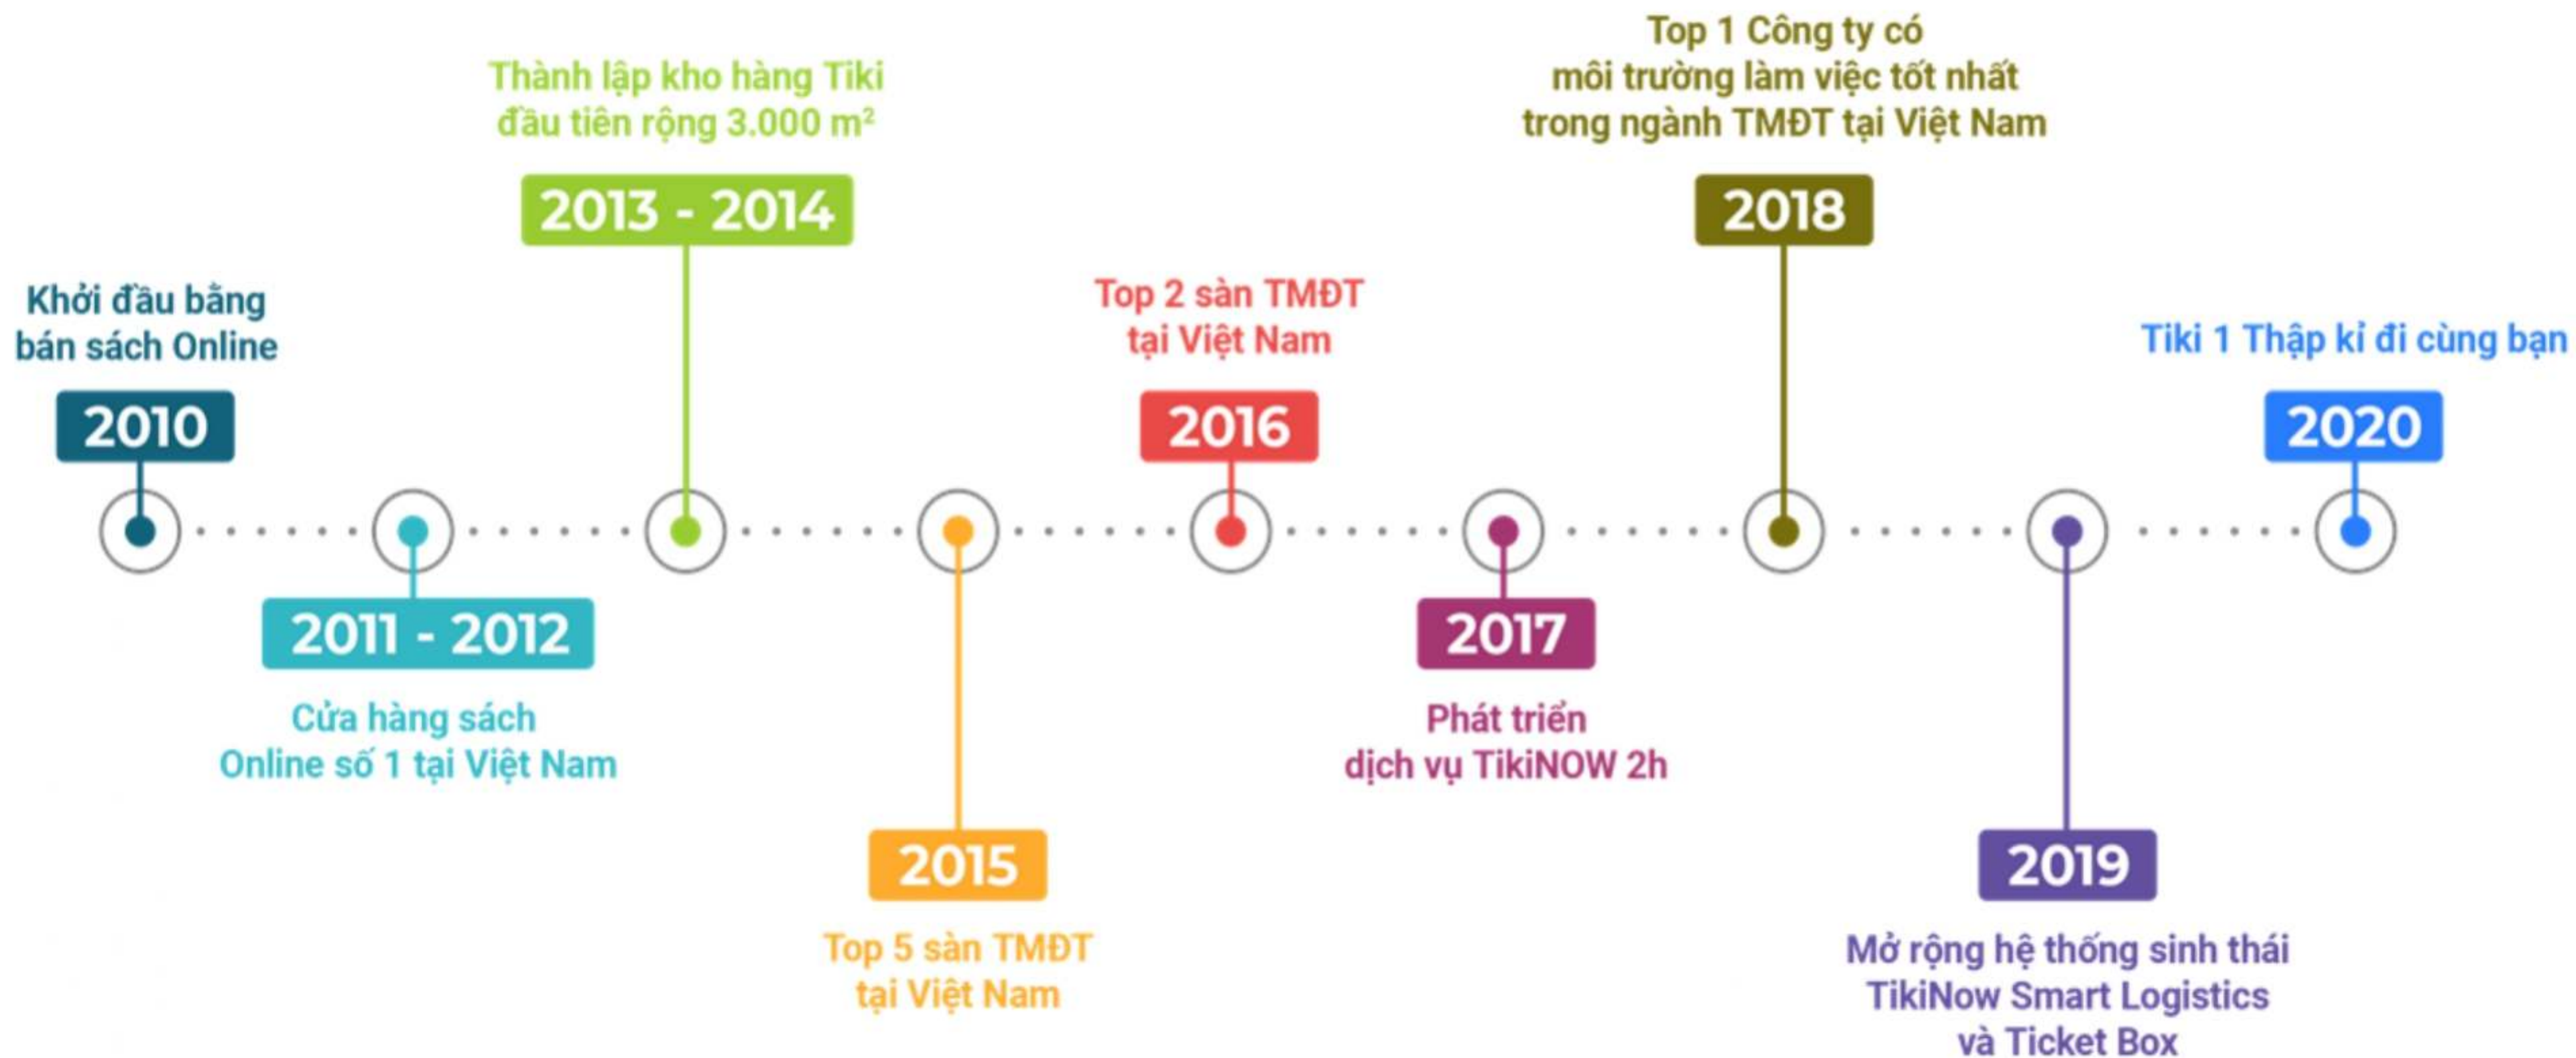 Khởi đầu bằng
bán sách Online
2010
2011 - 2012
Cửa hàng sách
Online số 1 tại Việt Nam
Thành lập kho hàng Tiki
đầu tiên rộng 3.000 m²
2013 - 2014
2015
Top 5 sàn TMĐT
tại Việt Nam
Top 2 sàn TMĐT
tại Việt Nam
2016
2017
Phát triển
dịch vụ TikiNOW 2h
Top 1 Công ty có
môi trường làm việc tốt nhất
trong ngành TMĐT tại Việt Nam
2018
2019
Mở rộng hệ thống sinh thái
TikiNow Smart Logistics
và Ticket Box
Tiki 1 Thập kỉ đi cùng bạn
2020